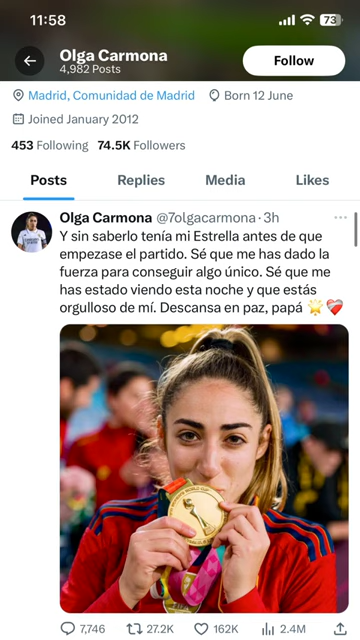 11:58
73
Olga Carmona
4,982 Posts
Follow
Madrid, Comunidad de Madrid Born 12 June
Joined January 2012
453 Following 74.5K Followers
Posts Replies Media Likes
Olga Carmona @7olgacarmona · 3h
Y sin saberlo tenía mi Estrella antes de que
empezase el partido. Sé que me has dado la
fuerza para conseguir algo único. Sé que me
has estado viendo esta noche y que estás
orgulloso de mí. Descansa en paz, papá 🌟❤️‍🩹
7,746 27.2K 162K 2.4M